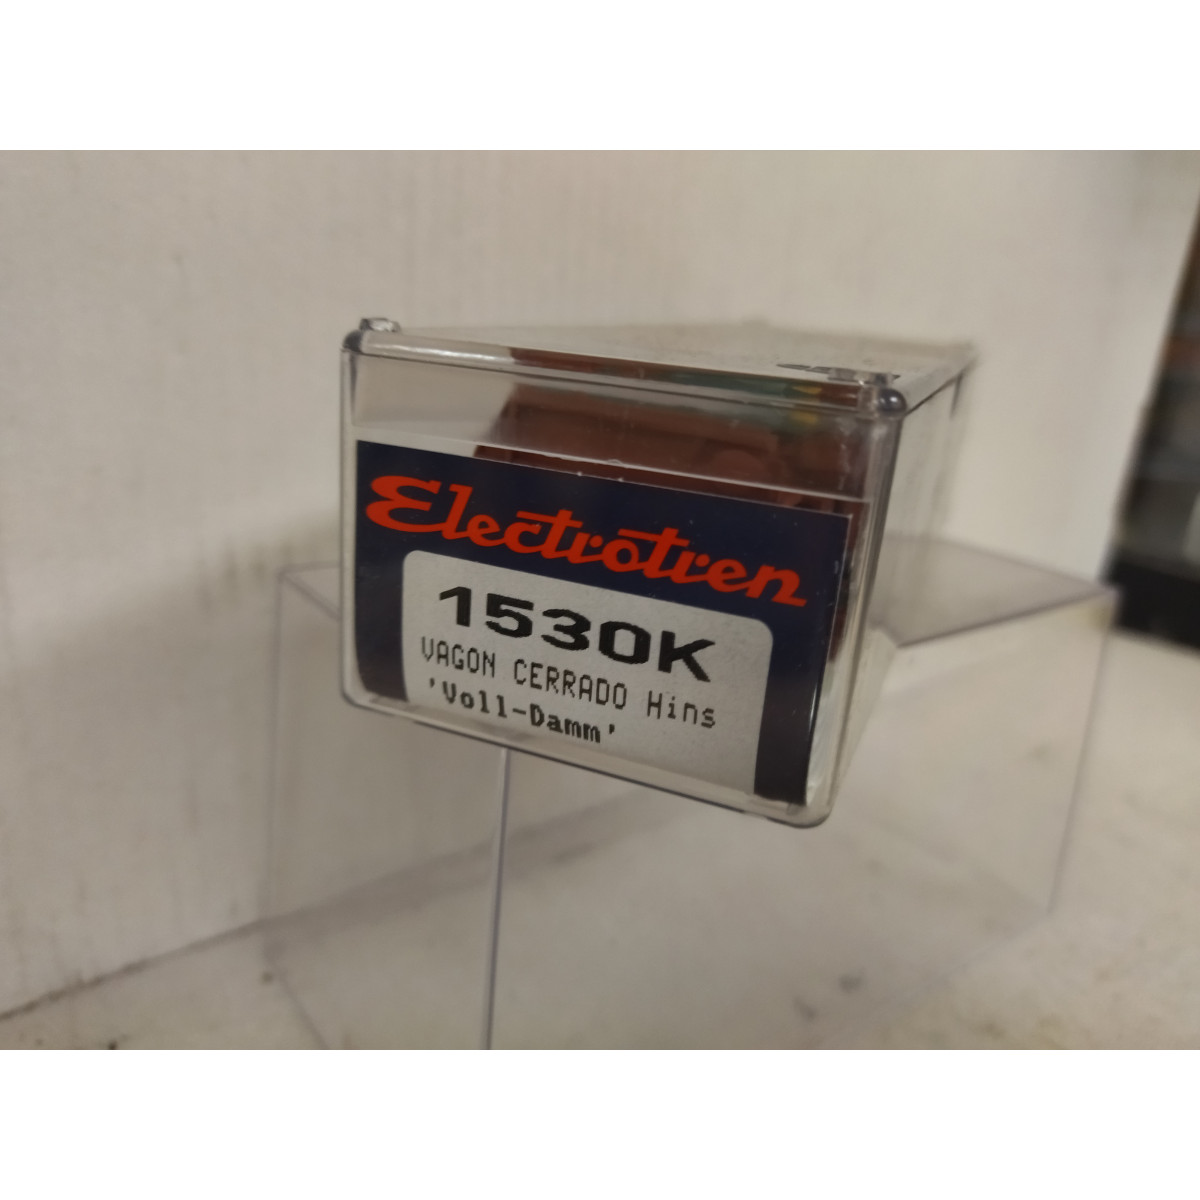 Electrotren
1530K
VAGON CERRADO Hins
'Voll-Damm'